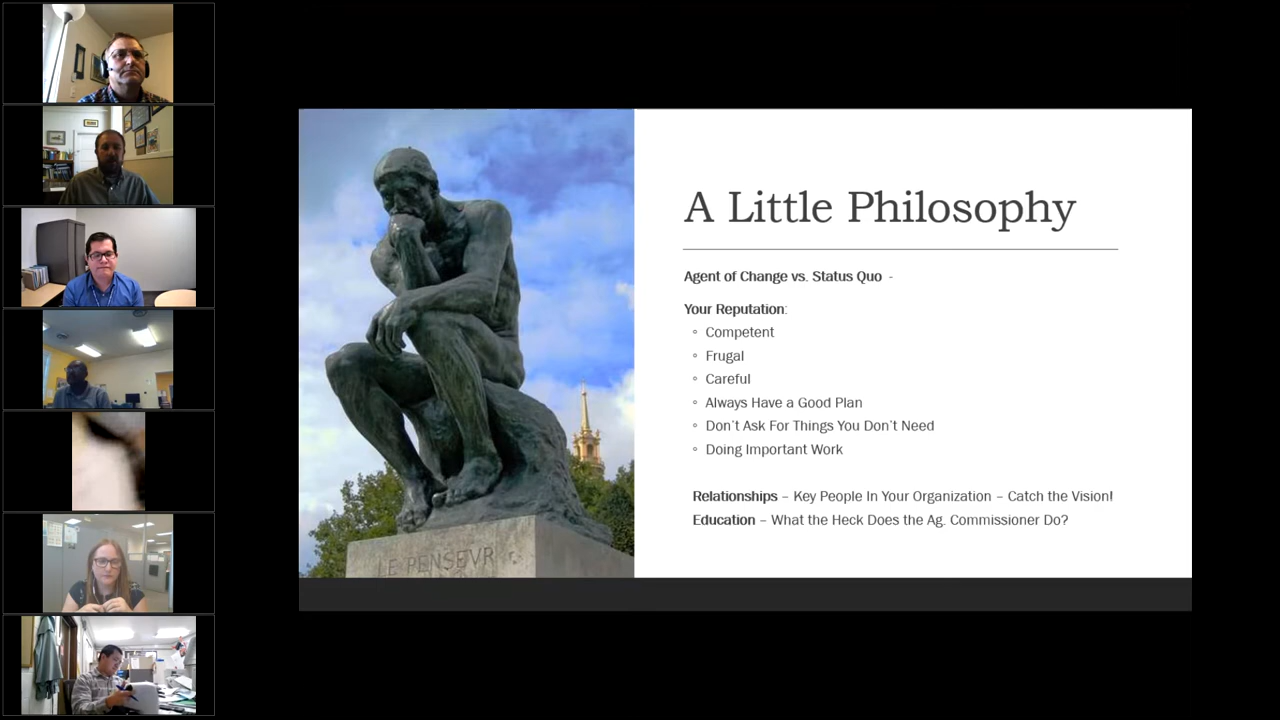 A Little Philosophy
Agent of Change vs. Status Quo -
Your Reputation:
◦ Competent
◦ Frugal
◦ Careful
◦ Always Have a Good Plan
◦ Don't Ask For Things You Don't Need
◦ Doing Important Work
Relationships – Key People In Your Organization – Catch the Vision!
Education – What the Heck Does the Ag. Commissioner Do?
LE PENSEVR